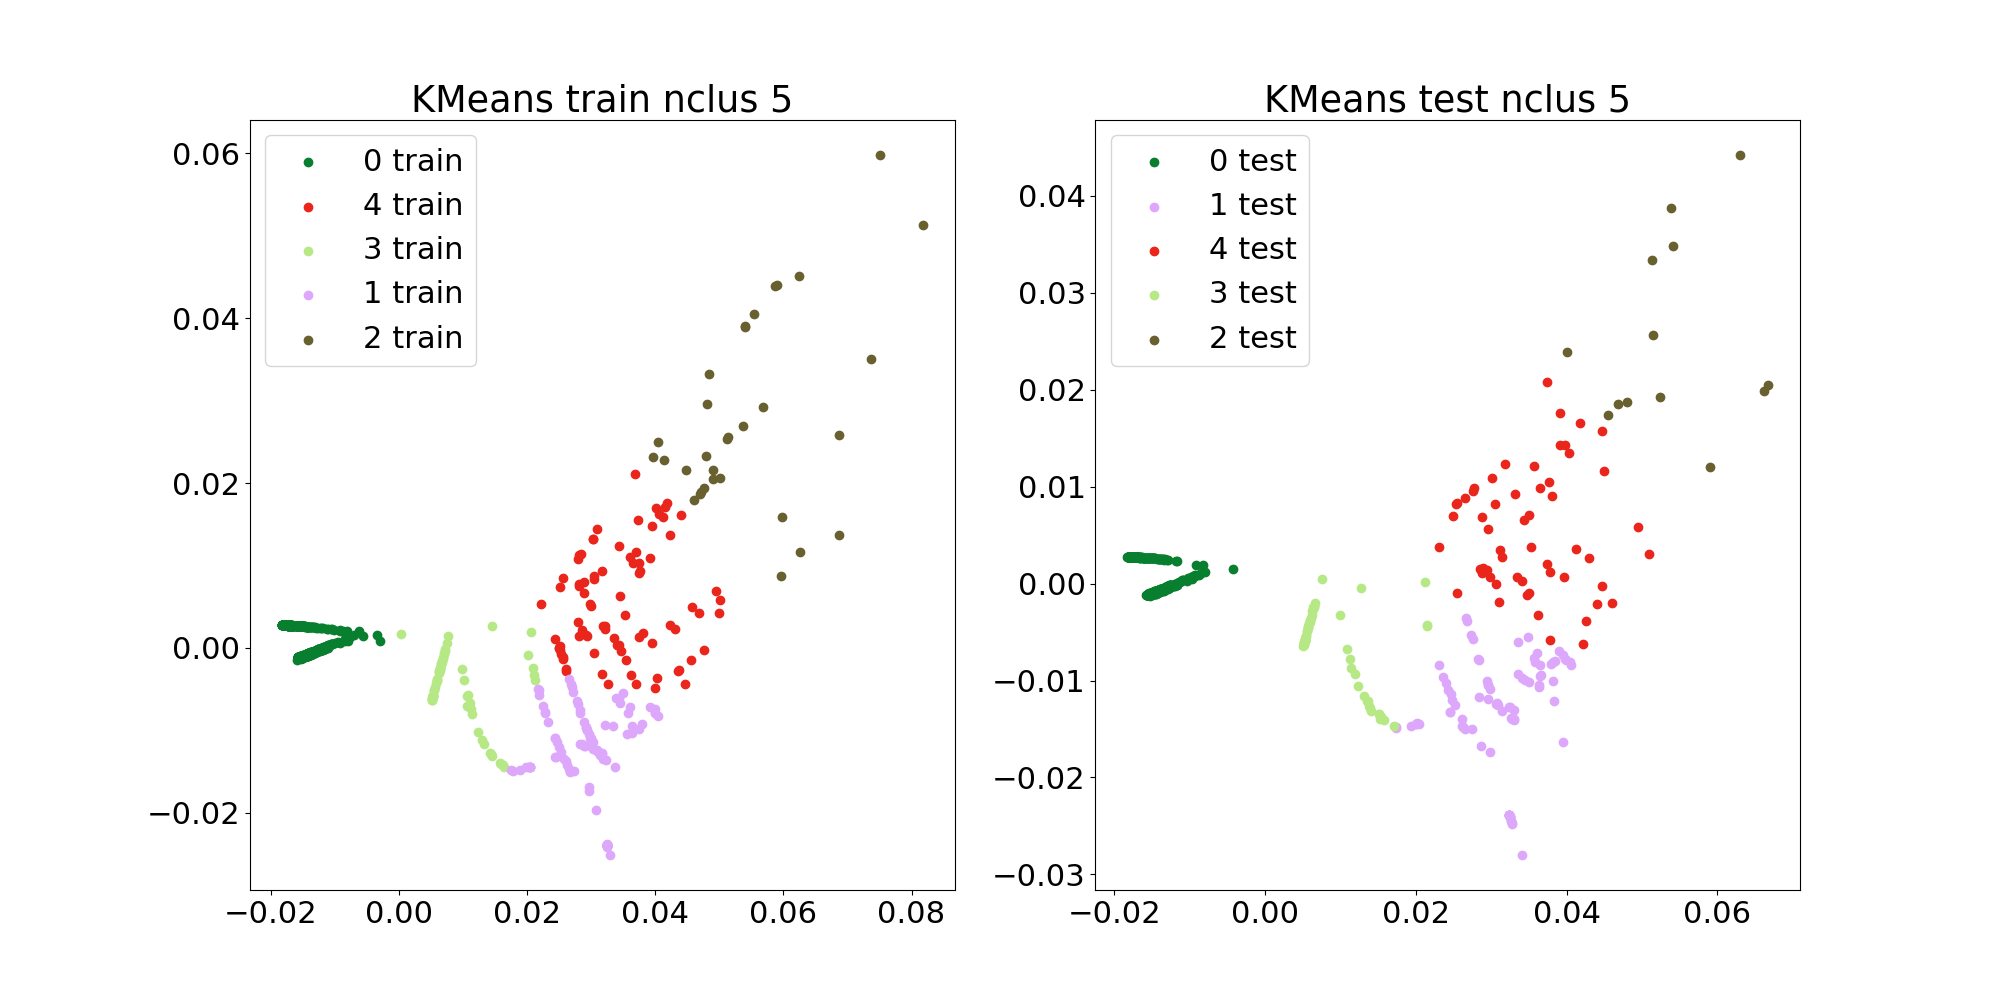 KMeans train nclus 5
0.06
0.04
0.02
0.00
−0.02
−0.02 0.00 0.02 0.04 0.06 0.08
0 train
4 train
3 train
1 train
2 train
KMeans test nclus 5
0.04
0.03
0.02
0.01
0.00
−0.01
−0.02
−0.03
−0.02 0.00 0.02 0.04 0.06
0 test
1 test
4 test
3 test
2 test